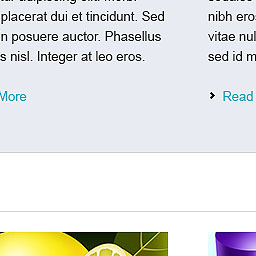 placerat dui et tincidunt. Sed
n posuere auctor. Phasellus
s nisl. Integer at leo eros.
More
nibh eros
vitae nul
sed id m
Read